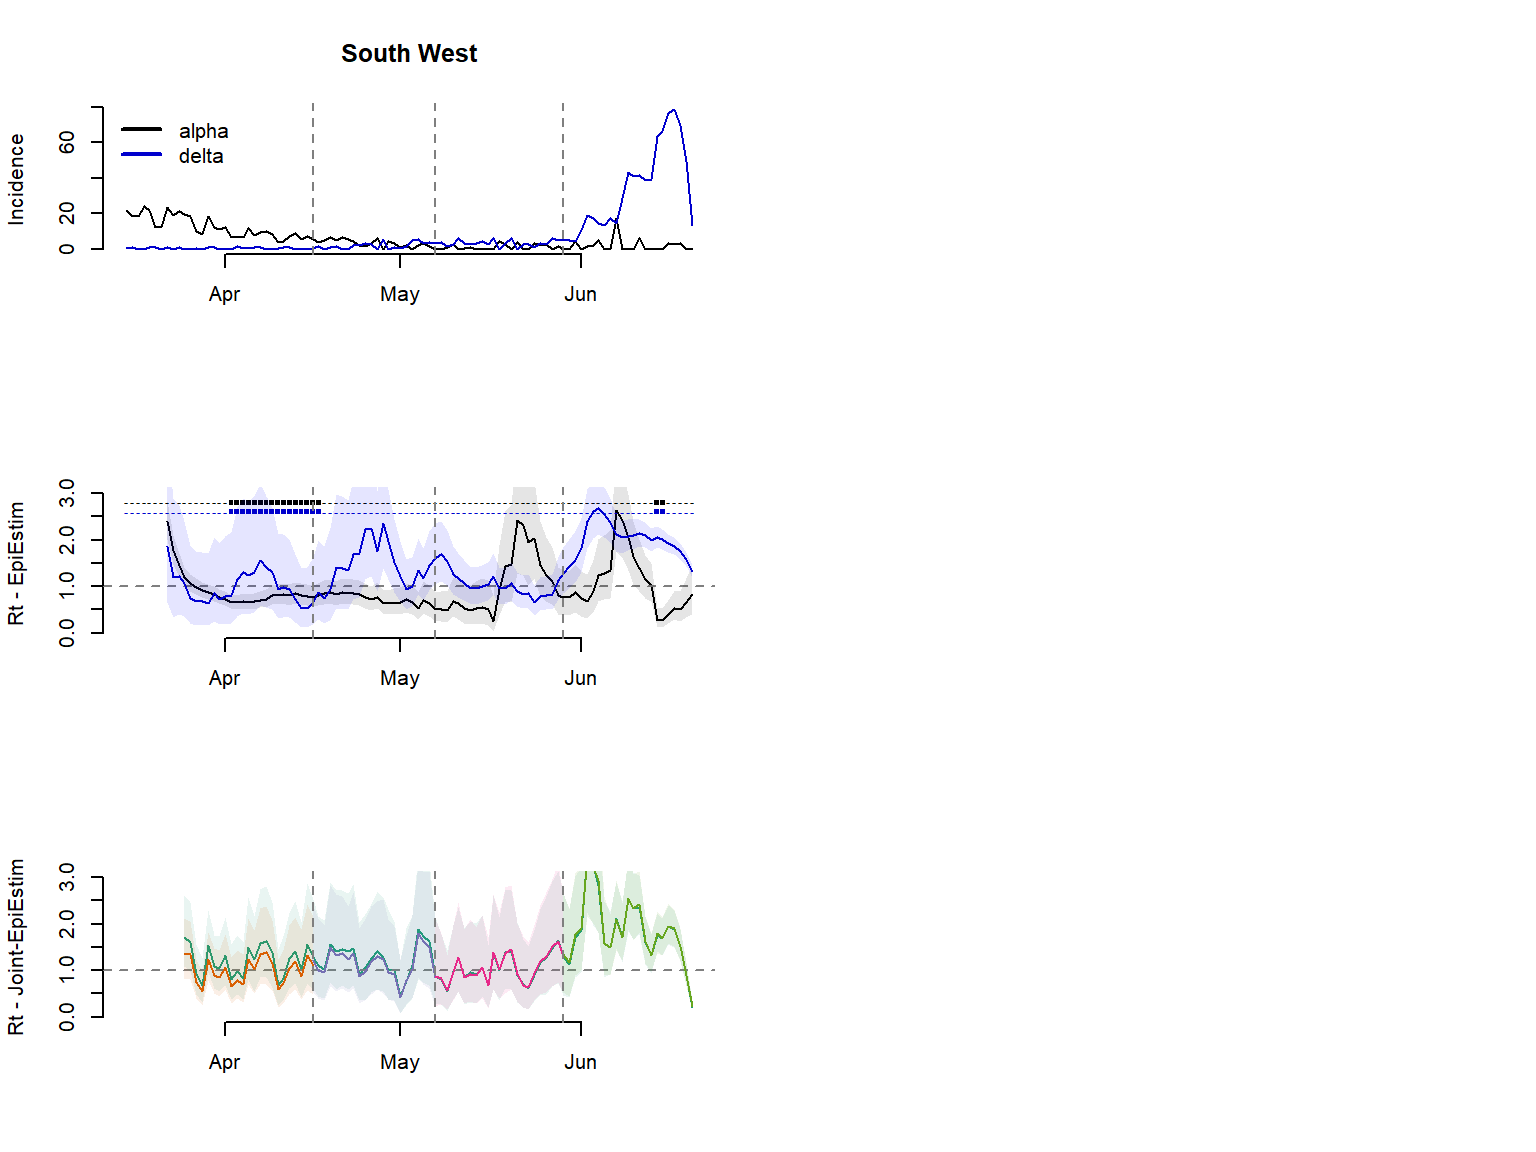 South West
Incidence
60
20
0
alpha
delta
Apr May Jun
Rt - EpiEstim
3.0
2.0
1.0
0.0
Apr May Jun
Rt - Joint-EpiEstim
3.0
2.0
1.0
0.0
Apr May Jun